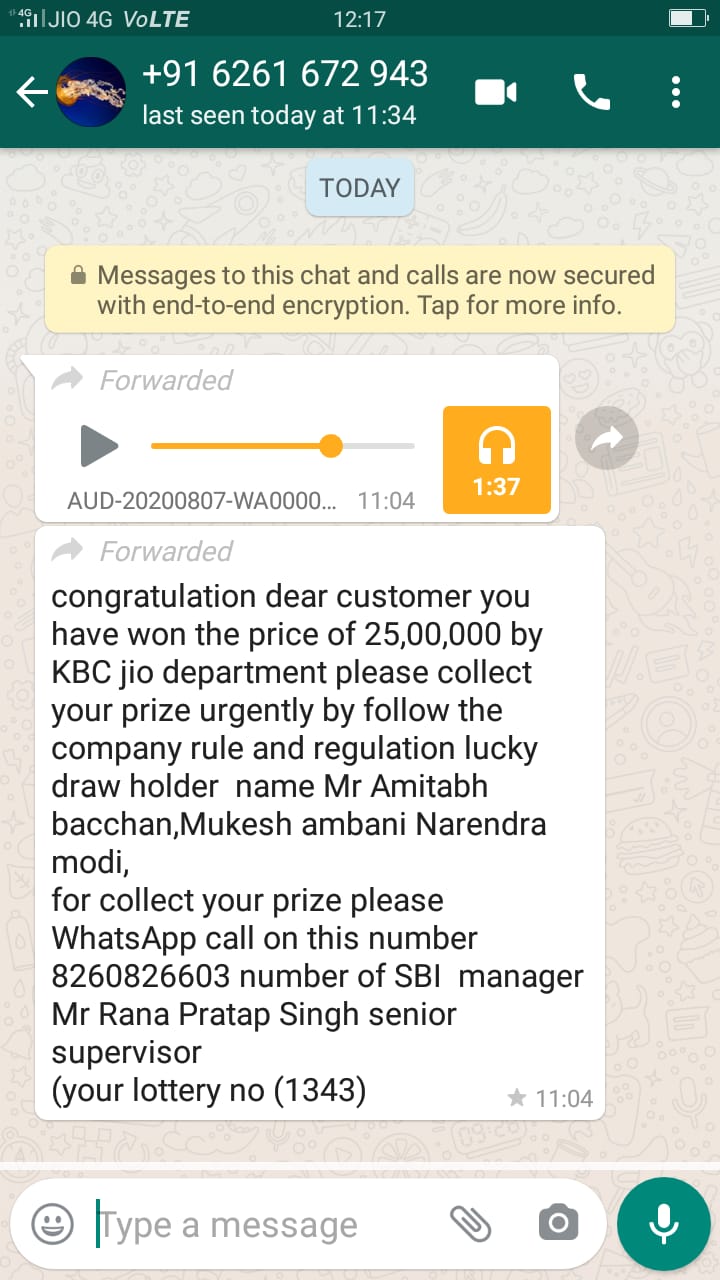 4G JIO 4G VoLTE 12:17
+91 6261 672 943
last seen today at 11:34
TODAY
Messages to this chat and calls are now secured
with end-to-end encryption. Tap for more info.
Forwarded
1:37
AUD-20200807-WA0000... 11:04
Forwarded
congratulation dear customer you
have won the price of 25,00,000 by
KBC jio department please collect
your prize urgently by follow the
company rule and regulation lucky
draw holder  name Mr Amitabh
bacchan,Mukesh ambani Narendra
modi,
for collect your prize please
WhatsApp call on this number
8260826603 number of SBI  manager
Mr Rana Pratap Singh senior
supervisor
(your lottery no (1343)
11:04
Type a message